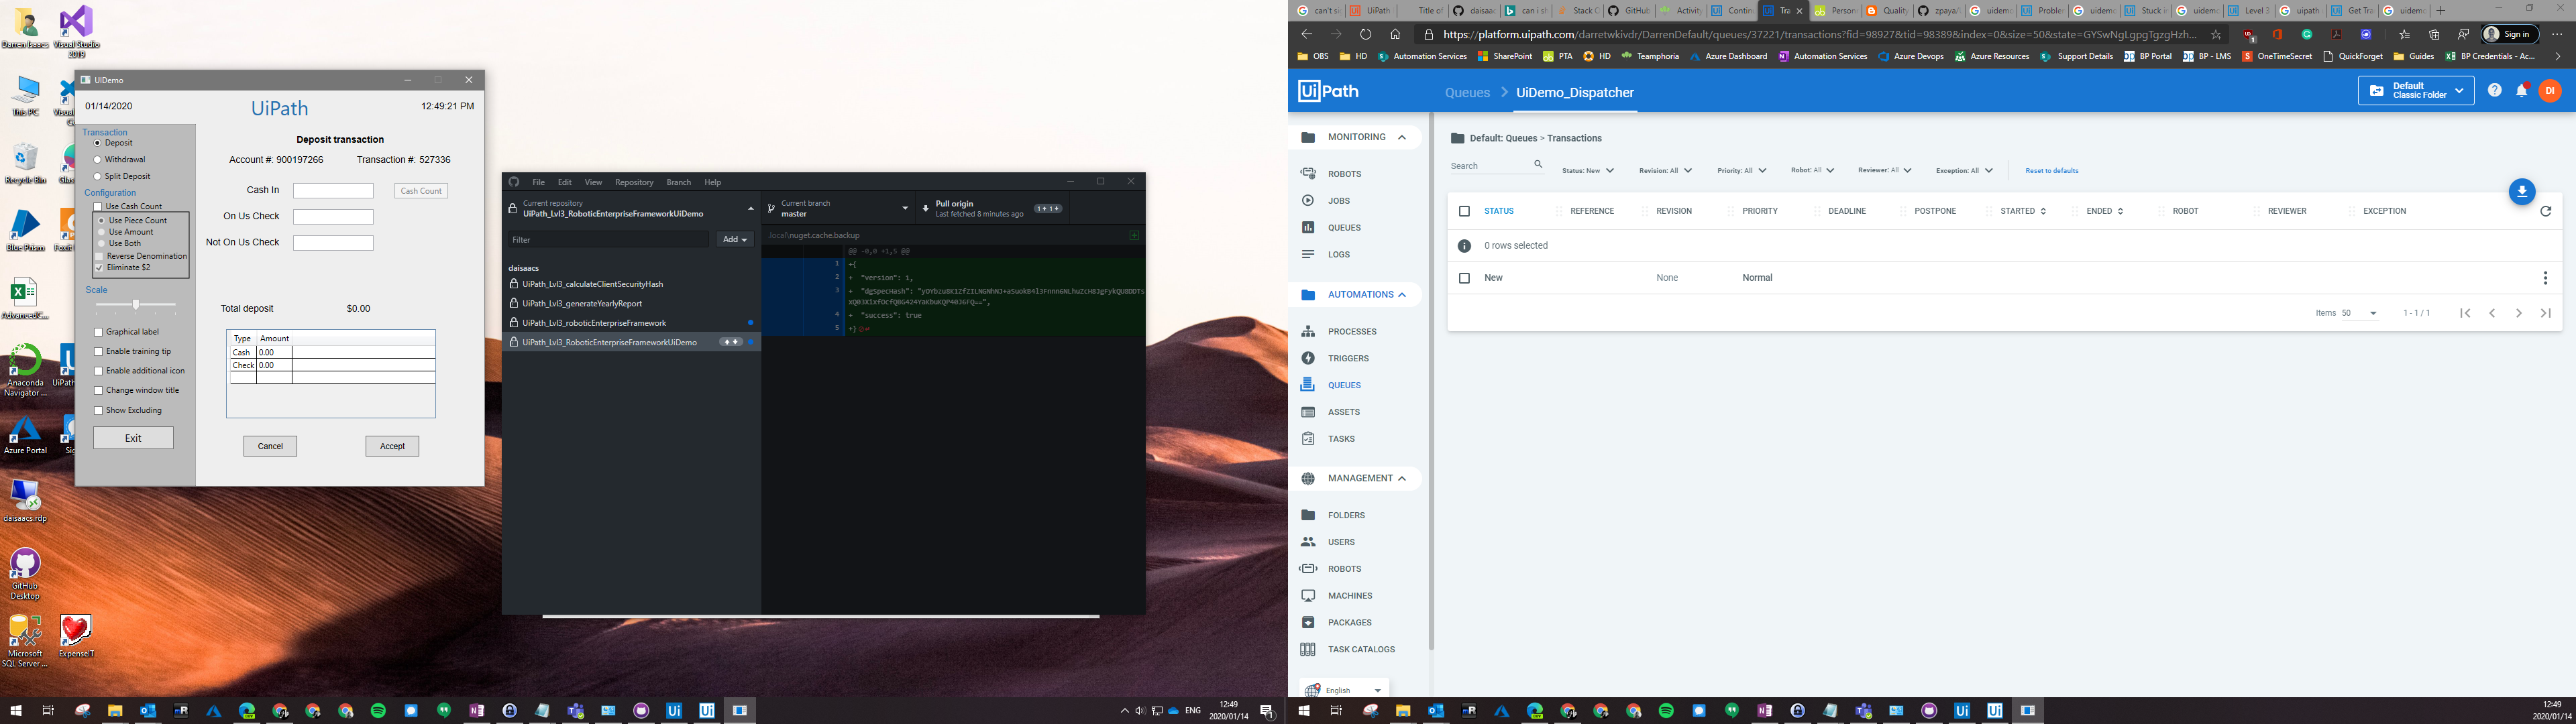 Darren Isaacs
Visual Studio
2019
This PC
Recycle Bin
Blue Prism
AdvancedC...
Anaconda
Navigator ...
Azure Portal
daisaacs.rdp
GitHub
Desktop
Microsoft
SQL Server ...
ExpenseIT
UIDemo
01/14/2020
UiPath
12:49:21 PM
Transaction
Deposit
Withdrawal
Split Deposit
Configuration
Use Cash Count
Use Piece Count
Use Amount
Use Both
Reverse Denomination
Eliminate $2
Scale
Graphical label
Enable training tip
Enable additional icon
Change window title
Show Excluding
Exit
Deposit transaction
Account #: 900197266 Transaction #: 527336
Cash In
Cash Count
On Us Check
Not On Us Check
Total deposit $0.00
Type Amount
Cash 0.00
Check 0.00
Cancel Accept
File Edit View Repository Branch Help
Current repository
UiPath_Lvl3_RoboticEnterpriseFrameworkUiDemo
Current branch
master
Pull origin
Last fetched 8 minutes ago
Filter
Add
daisaacs
UiPath_Lvl3_calculateClientSecurityHash
UiPath_Lvl3_generateYearlyReport
UiPath_Lvl3_roboticEnterpriseFramework
UiPath_Lvl3_RoboticEnterpriseFrameworkUiDemo
.local\nuget.cache.backup
@@ -0,0 +1,5 @@
1 +{
2 + "version": 1,
4 + "success": true
5 +}
ENG
12:49
2020/01/14
https://platform.uipath.com/darretwkivdr/DarrenDefault/queues/37221/transactions?fid=98927&tid=98389&index=0&size=50&state=GYSwNgLgpgTgzgHzh...
Sign in
OBS HD Automation Services SharePoint PTA HD Teamphoria Azure Dashboard Automation Services Azure Devops Azure Resources Support Details BP Portal BP - LMS OneTimeSecret QuickForget Guides BP Credentials - Ac...
UiPath
Queues
UiDemo_Dispatcher
Default
Classic Folder
DI
MONITORING
ROBOTS
JOBS
QUEUES
LOGS
AUTOMATIONS
PROCESSES
TRIGGERS
QUEUES
ASSETS
TASKS
MANAGEMENT
FOLDERS
USERS
ROBOTS
MACHINES
PACKAGES
TASK CATALOGS
English
Default: Queues > Transactions
Search
Status: New Revision: All Priority: All Robot: All Reviewer: All Exception: All Reset to defaults
STATUS REFERENCE REVISION PRIORITY DEADLINE POSTPONE STARTED ENDED ROBOT REVIEWER EXCEPTION
0 rows selected
New None Normal
Items 50 1 - 1 / 1
12:49
2020/01/14